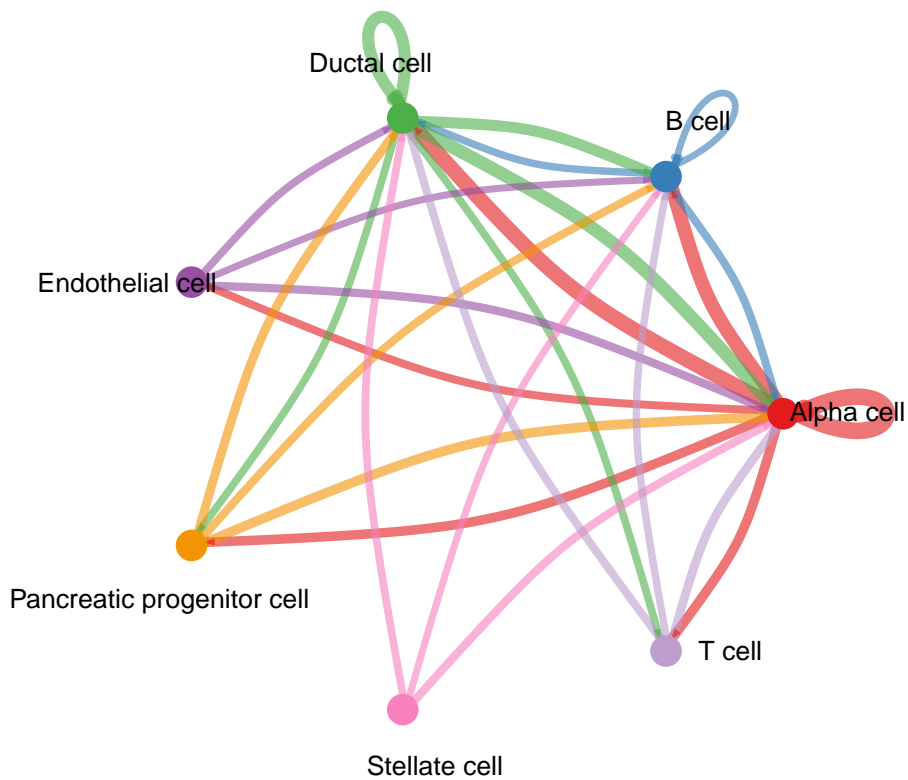 Ductal cell
B cell
Endothelial cell
Alpha cell
Pancreatic progenitor cell
T cell
Stellate cell